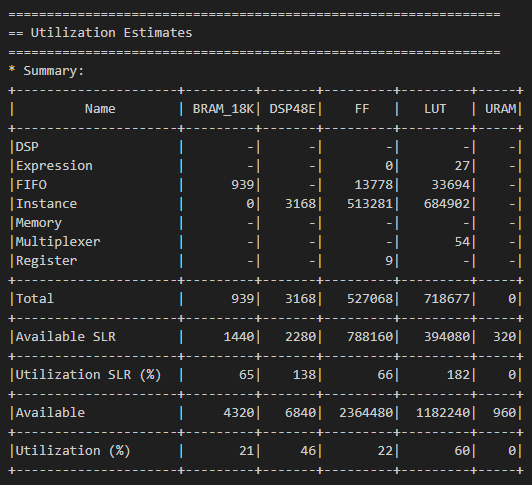 ================================================================
== Utilization Estimates
================================================================
* Summary:
+---------------------+---------+-------+---------+---------+-----+
|         Name        | BRAM_18K| DSP48E|    FF   |   LUT   | URAM|
+---------------------+---------+-------+---------+---------+-----+
|DSP                  |        -|      -|        -|        -|    -|
|Expression           |        -|      -|        0|       27|    -|
|FIFO                 |      939|      -|    13778|    33694|    -|
|Instance             |        0|   3168|   513281|   684902|    -|
|Memory               |        -|      -|        -|        -|    -|
|Multiplexer          |        -|      -|        -|       54|    -|
|Register             |        -|      -|        9|        -|    -|
+---------------------+---------+-------+---------+---------+-----+
|Total                |      939|   3168|   527068|   718677|    0|
+---------------------+---------+-------+---------+---------+-----+
|Available SLR        |     1440|   2280|   788160|   394080|  320|
+---------------------+---------+-------+---------+---------+-----+
|Utilization SLR (%)  |       65|    138|       66|      182|    0|
+---------------------+---------+-------+---------+---------+-----+
|Available            |     4320|   6840|  2364480|  1182240|  960|
+---------------------+---------+-------+---------+---------+-----+
|Utilization (%)      |       21|     46|       22|       60|    0|
+---------------------+---------+-------+---------+---------+-----+